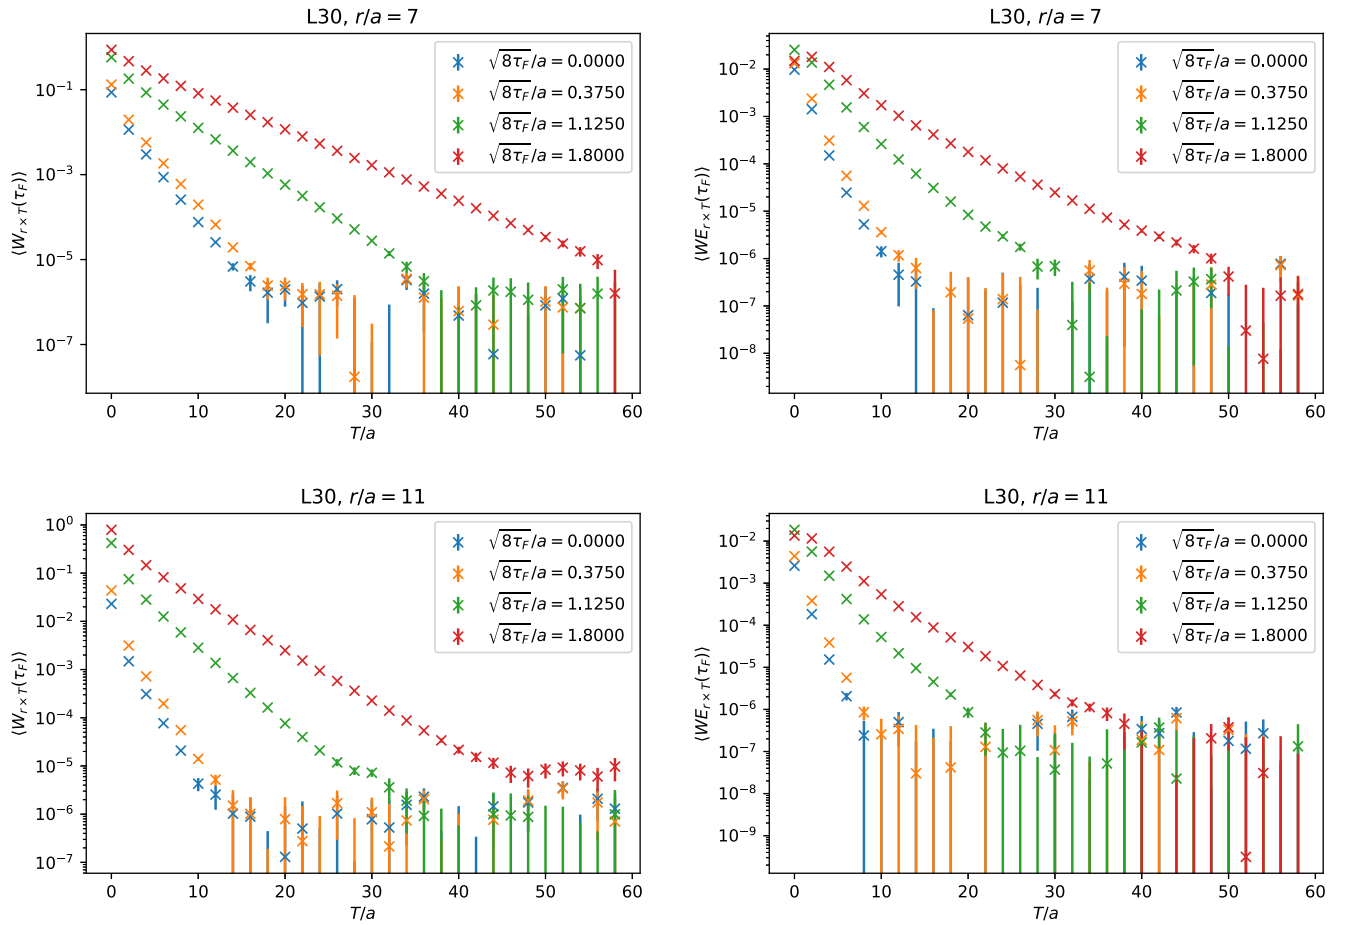 L30, r/a = 7
⟨W_{r×T}(τ_F)⟩
10⁻¹
10⁻³
10⁻⁵
10⁻⁷
√8τ_F/a = 0.0000
√8τ_F/a = 0.3750
√8τ_F/a = 1.1250
√8τ_F/a = 1.8000
0 10 20 30 40 50 60
T/a
L30, r/a = 7
⟨WE_{r×T}(τ_F)⟩
10⁻²
10⁻³
10⁻⁴
10⁻⁵
10⁻⁶
10⁻⁷
10⁻⁸
√8τ_F/a = 0.0000
√8τ_F/a = 0.3750
√8τ_F/a = 1.1250
√8τ_F/a = 1.8000
0 10 20 30 40 50 60
T/a
L30, r/a = 11
⟨W_{r×T}(τ_F)⟩
10⁰
10⁻¹
10⁻²
10⁻³
10⁻⁴
10⁻⁵
10⁻⁶
10⁻⁷
√8τ_F/a = 0.0000
√8τ_F/a = 0.3750
√8τ_F/a = 1.1250
√8τ_F/a = 1.8000
0 10 20 30 40 50 60
T/a
L30, r/a = 11
⟨WE_{r×T}(τ_F)⟩
10⁻²
10⁻³
10⁻⁴
10⁻⁵
10⁻⁶
10⁻⁷
10⁻⁸
10⁻⁹
√8τ_F/a = 0.0000
√8τ_F/a = 0.3750
√8τ_F/a = 1.1250
√8τ_F/a = 1.8000
0 10 20 30 40 50 60
T/a